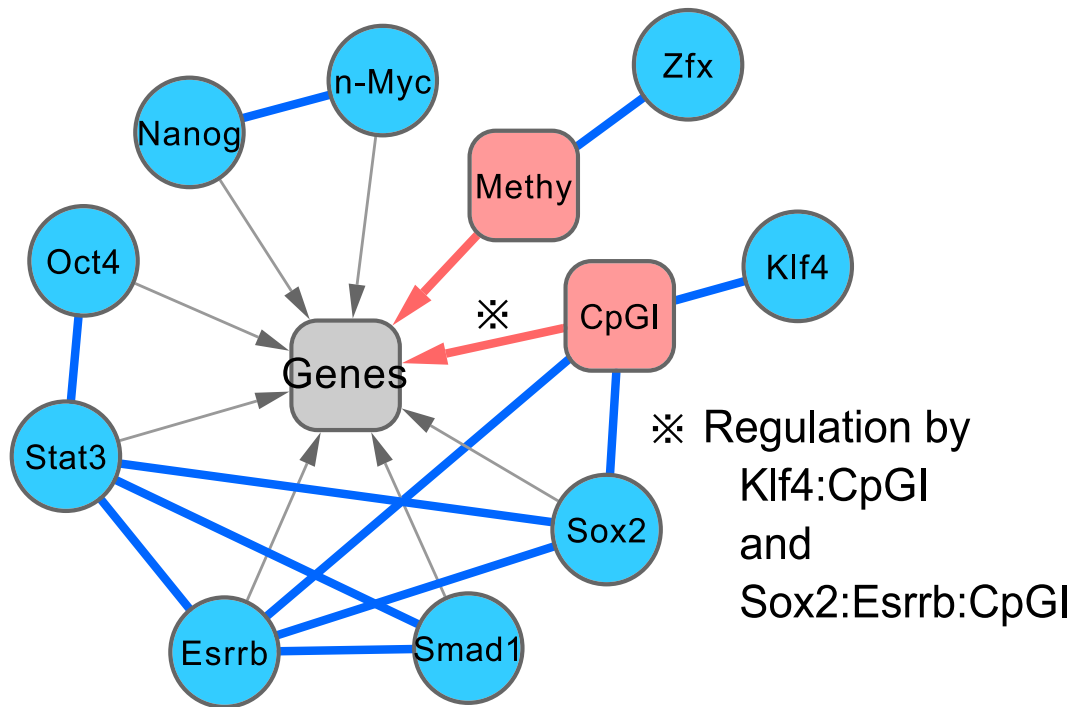 n-Myc
Zfx
Nanog
Methy
Oct4
Klf4
CpGI
※
Genes
Stat3
※ Regulation by
Klf4:CpGI
and
Sox2:Esrrb:CpGI
Sox2
Esrrb
Smad1